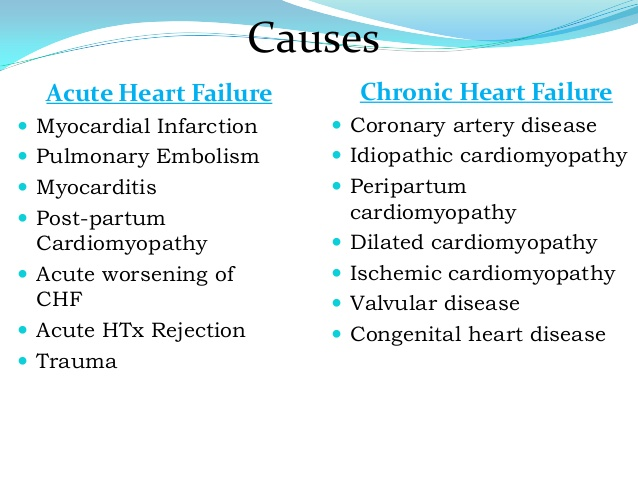 Causes
Acute Heart Failure
• Myocardial Infarction
• Pulmonary Embolism
• Myocarditis
• Post-partum
Cardiomyopathy
• Acute worsening of
CHF
• Acute HTx Rejection
• Trauma
Chronic Heart Failure
• Coronary artery disease
• Idiopathic cardiomyopathy
• Peripartum
cardiomyopathy
• Dilated cardiomyopathy
• Ischemic cardiomyopathy
• Valvular disease
• Congenital heart disease